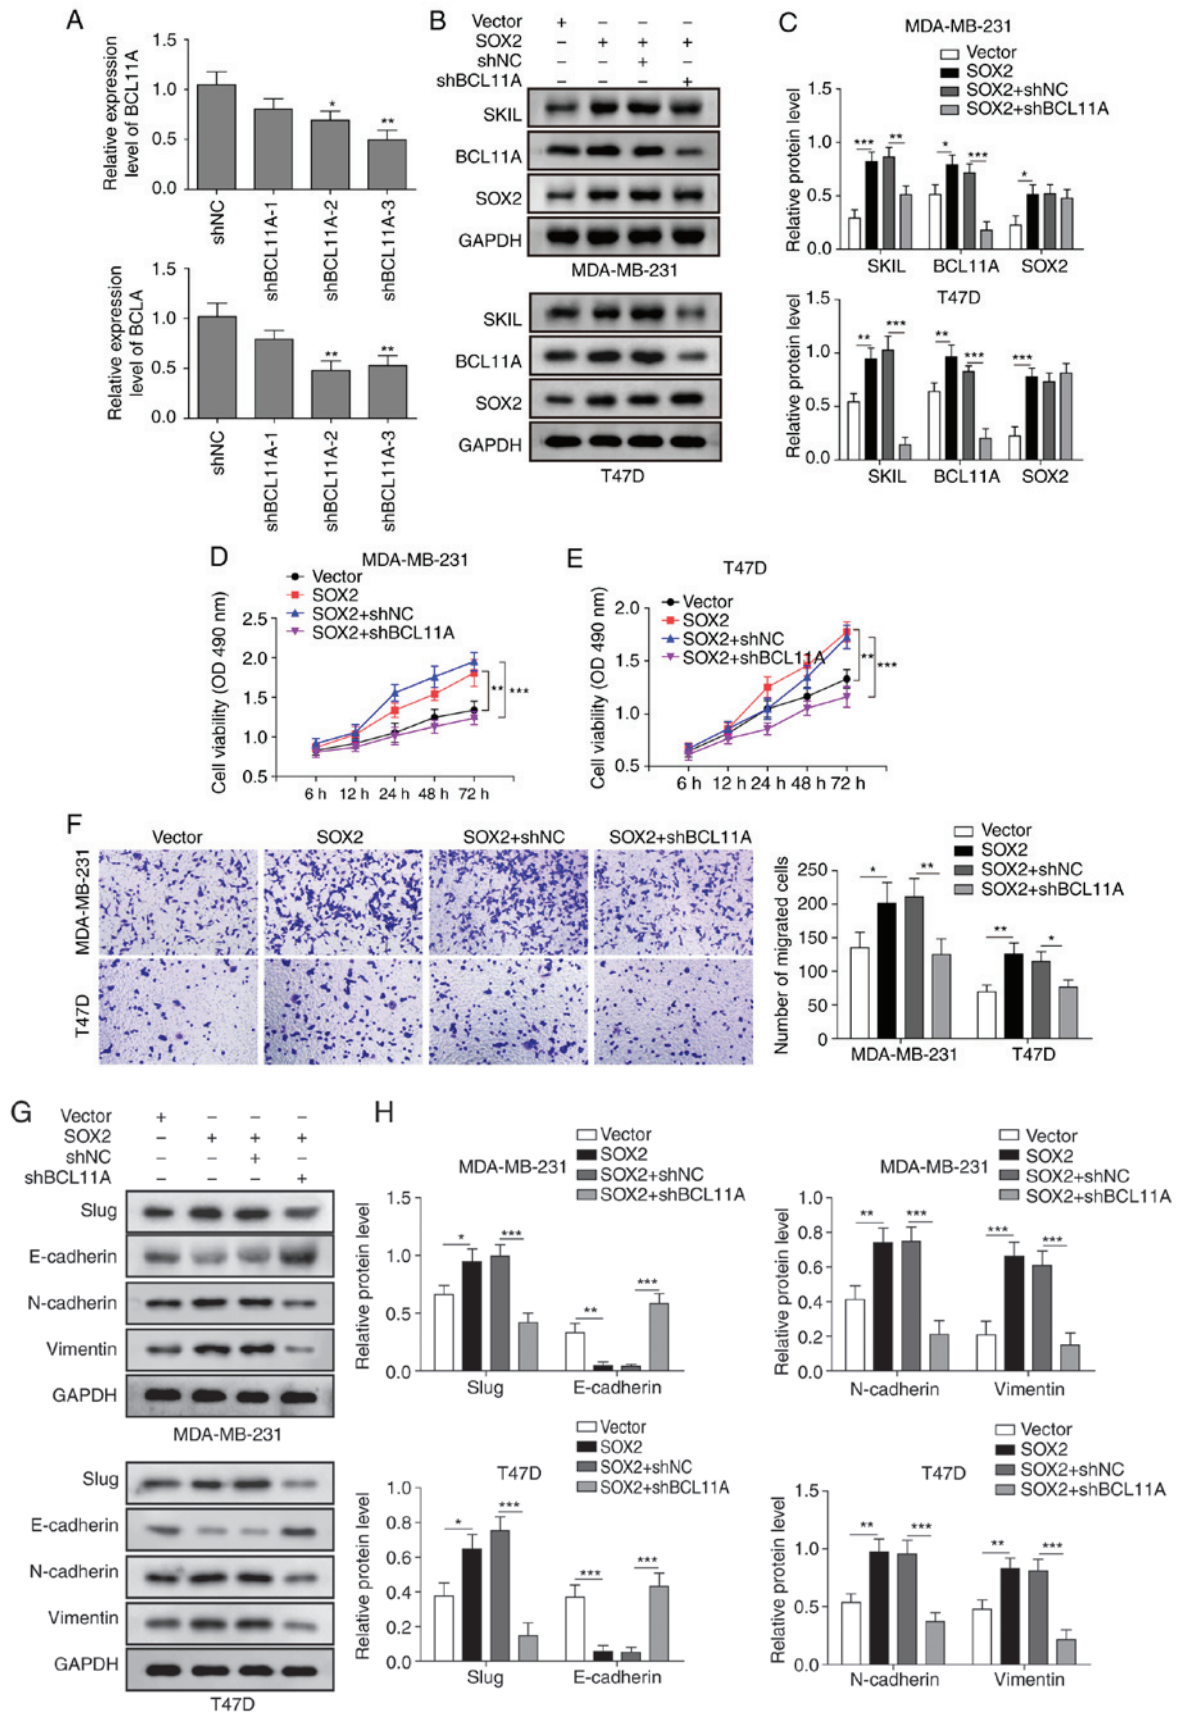 A
Relative expression
level of BCL11A
1.5
1.0
0.5
0.0
*
**
shNC
shBCL11A-1
shBCL11A-2
shBCL11A-3
Relative expression
level of BCLA
1.5
1.0
0.5
0.0
**
**
shNC
shBCL11A-1
shBCL11A-2
shBCL11A-3
B
Vector + – – –
SOX2 – + + +
shNC – – + –
shBCL11A – – – +
SKIL
BCL11A
SOX2
GAPDH
MDA-MB-231
SKIL
BCL11A
SOX2
GAPDH
T47D
C
MDA-MB-231
Vector
SOX2
SOX2+shNC
SOX2+shBCL11A
Relative protein level
1.5
1.0
0.5
0.0
*** ** * *** *
SKIL BCL11A SOX2
T47D
Relative protein level
1.5
1.0
0.5
0.0
** *** ** *** ***
SKIL BCL11A SOX2
D
MDA-MB-231
Vector
SOX2
SOX2+shNC
SOX2+shBCL11A
Cell viability (OD 490 nm)
2.5
2.0
1.5
1.0
0.5
** ***
6 h 12 h 24 h 48 h 72 h
E
T47D
Vector
SOX2
SOX2+shNC
SOX2+shBCL11A
Cell viability (OD 490 nm)
2.0
1.5
1.0
0.5
** ***
6 h 12 h 24 h 48 h 72 h
F
Vector SOX2 SOX2+shNC SOX2+shBCL11A
MDA-MB-231
T47D
Vector
SOX2
SOX2+shNC
SOX2+shBCL11A
Number of migrated cells
250
200
150
100
50
0
* ** ** *
MDA-MB-231 T47D
G
Vector + – – –
SOX2 – + + +
shNC – – + –
shBCL11A – – – +
Slug
E-cadherin
N-cadherin
Vimentin
GAPDH
MDA-MB-231
Slug
E-cadherin
N-cadherin
Vimentin
GAPDH
T47D
H
MDA-MB-231
Vector
SOX2
SOX2+shNC
SOX2+shBCL11A
Relative protein level
1.5
1.0
0.5
0.0
* *** ** ***
Slug E-cadherin
MDA-MB-231
Vector
SOX2
SOX2+shNC
SOX2+shBCL11A
Relative protein level
1.0
0.8
0.6
0.4
0.2
0.0
** *** *** ***
N-cadherin Vimentin
T47D
Vector
SOX2
SOX2+shNC
SOX2+shBCL11A
Relative protein level
1.0
0.8
0.6
0.4
0.2
0.0
* *** *** ***
Slug E-cadherin
T47D
Vector
SOX2
SOX2+shNC
SOX2+shBCL11A
Relative protein level
1.5
1.0
0.5
0.0
** *** ** ***
N-cadherin Vimentin